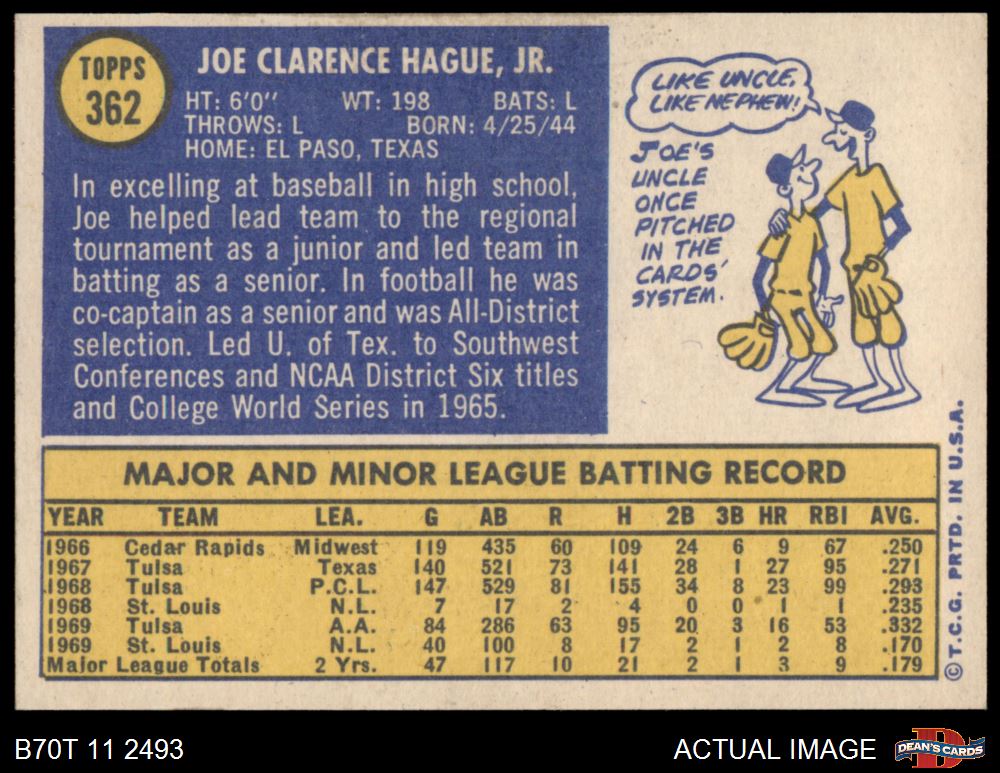 TOPPS
362
JOE CLARENCE HAGUE, JR.
HT: 6'0" WT: 198 BATS: L
THROWS: L BORN: 4/25/44
HOME: EL PASO, TEXAS
In excelling at baseball in high school,
Joe helped lead team to the regional
tournament as a junior and led team in
batting as a senior. In football he was
co-captain as a senior and was All-District
selection. Led U. of Tex. to Southwest
Conferences and NCAA District Six titles
and College World Series in 1965.
LIKE UNCLE,
LIKE NEPHEW!
JOE'S
UNCLE
ONCE
PITCHED
IN THE
CARDS'
SYSTEM.
MAJOR AND MINOR LEAGUE BATTING RECORD
YEAR TEAM LEA. G AB R H 2B 3B HR RBI AVG.
1966 Cedar Rapids Midwest 119 435 60 109 24 6 9 67 .250
1967 Tulsa Texas 140 521 73 141 28 1 27 95 .271
1968 Tulsa P.C.L. 147 529 81 155 34 8 23 99 .293
1968 St. Louis N.L. 7 17 2 4 0 0 1 1 .235
1969 Tulsa A.A. 84 286 63 95 20 3 16 53 .332
1969 St. Louis N.L. 40 100 8 17 2 1 2 8 .170
Major League Totals 2 Yrs. 47 117 10 21 2 1 3 9 .179
© T.C.G. PRTD. IN U.S.A.
B70T 11 2493
ACTUAL IMAGE
D
DEAN'S CARDS